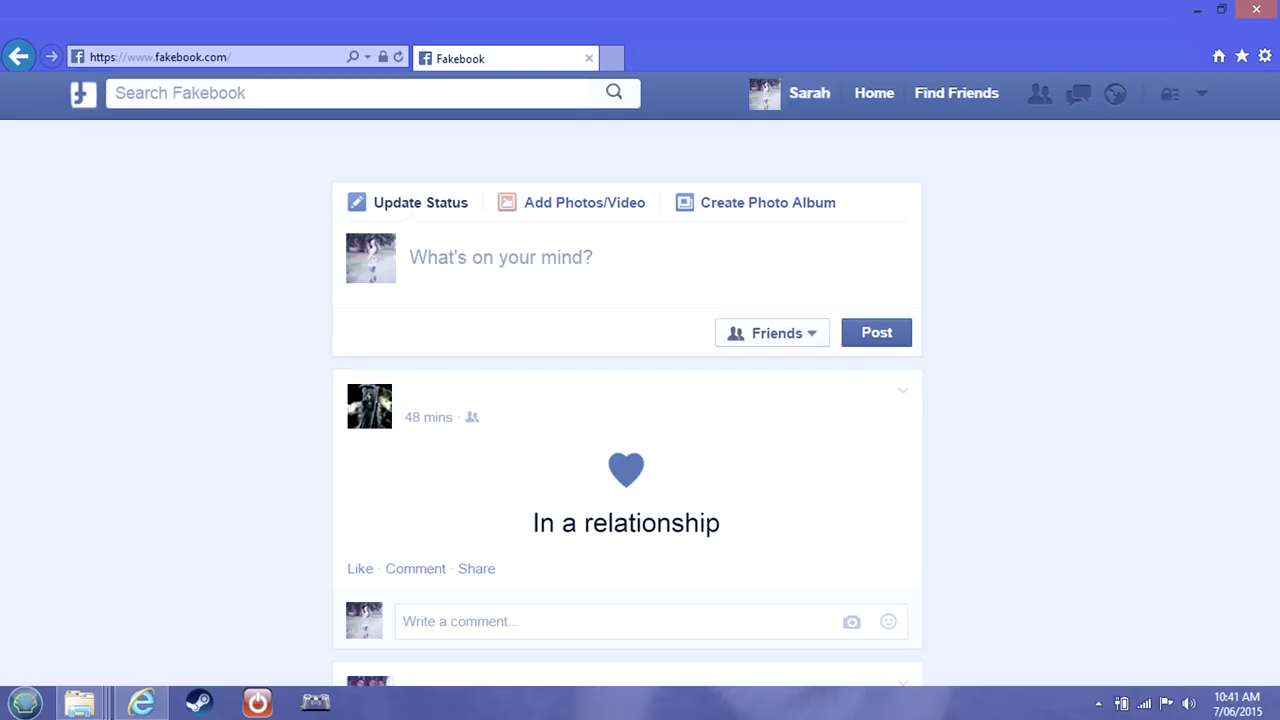 https://www.fakebook.com/
Fakebook
Search Fakebook
Sarah
Home
Find Friends
Update Status
Add Photos/Video
Create Photo Album
What's on your mind?
Friends
Post
48 mins ·
In a relationship
Like · Comment · Share
Write a comment...
10:41 AM
7/06/2015